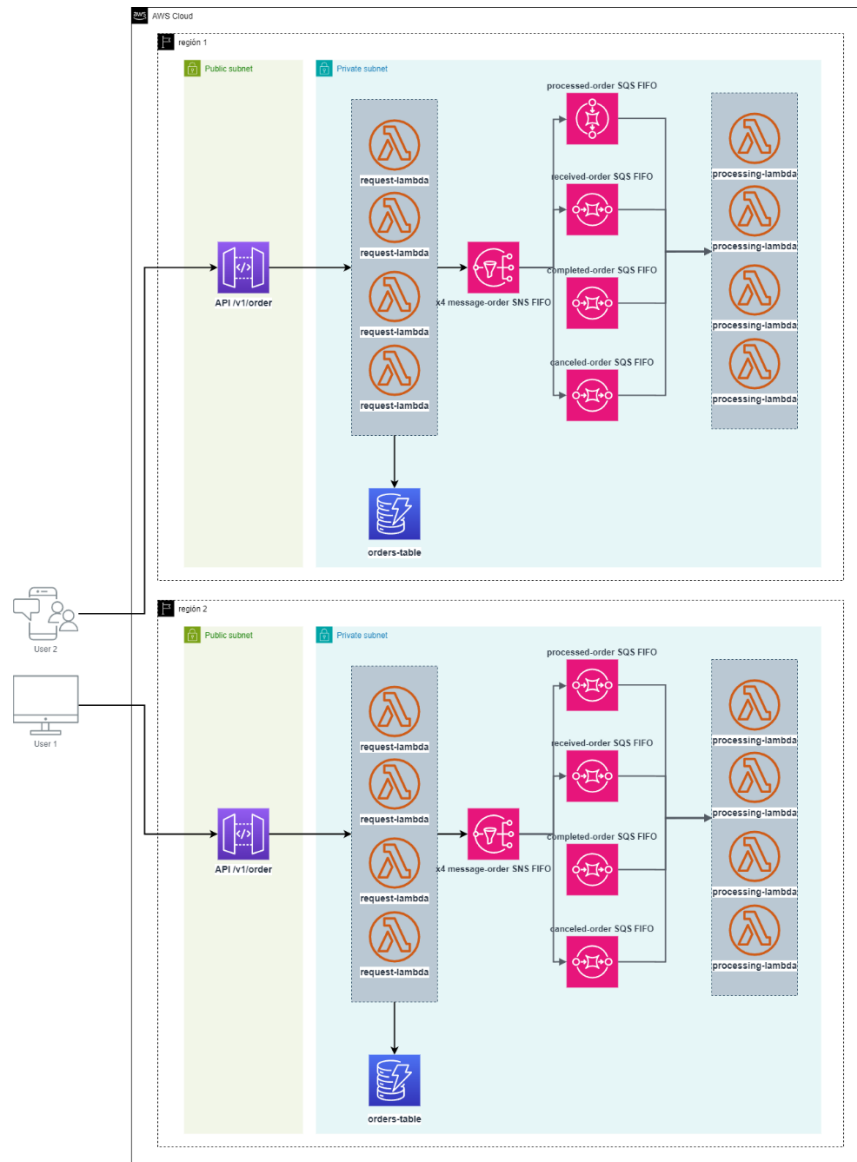 aws
AWS Cloud
región 1
Public subnet
Private subnet
processed-order SQS FIFO
request-lambda
processing-lambda
received-order SQS FIFO
request-lambda
processing-lambda
API /v1/order
x4 message-order SNS FIFO
completed-order SQS FIFO
request-lambda
processing-lambda
canceled-order SQS FIFO
request-lambda
processing-lambda
orders-table
User 2
User 1
región 2
Public subnet
Private subnet
processed-order SQS FIFO
request-lambda
processing-lambda
received-order SQS FIFO
request-lambda
processing-lambda
API /v1/order
x4 message-order SNS FIFO
completed-order SQS FIFO
request-lambda
processing-lambda
canceled-order SQS FIFO
request-lambda
processing-lambda
orders-table